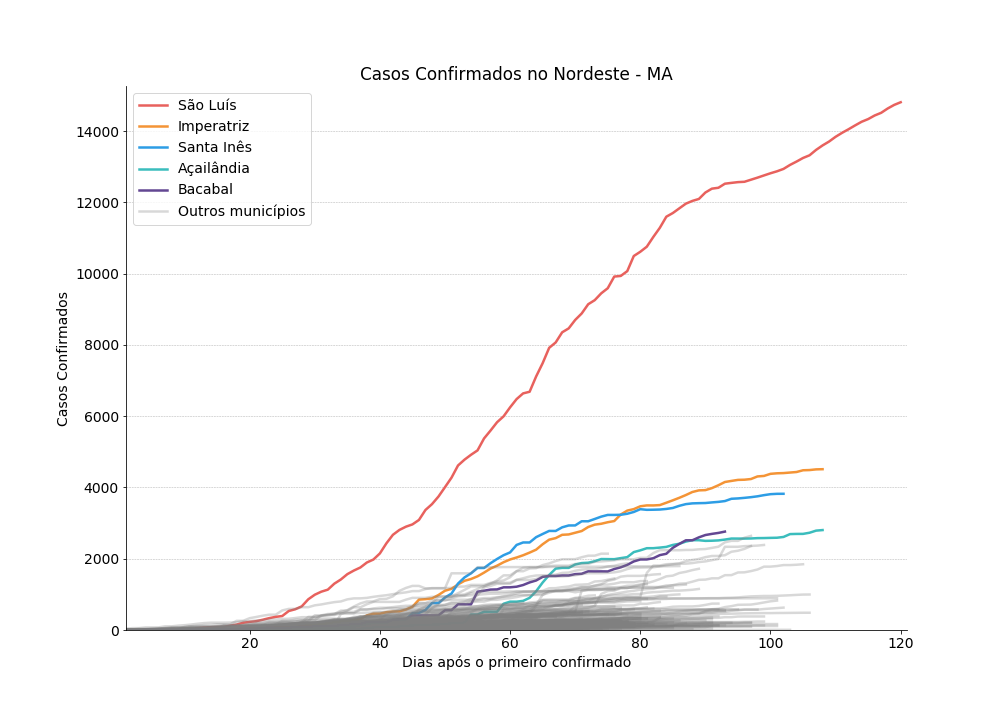 Casos Confirmados no Nordeste - MA
São Luís
Imperatriz
Santa Inês
Açailândia
Bacabal
Outros municípios
Casos Confirmados
14000
12000
10000
8000
6000
4000
2000
0
20
40
60
80
100
120
Dias após o primeiro confirmado